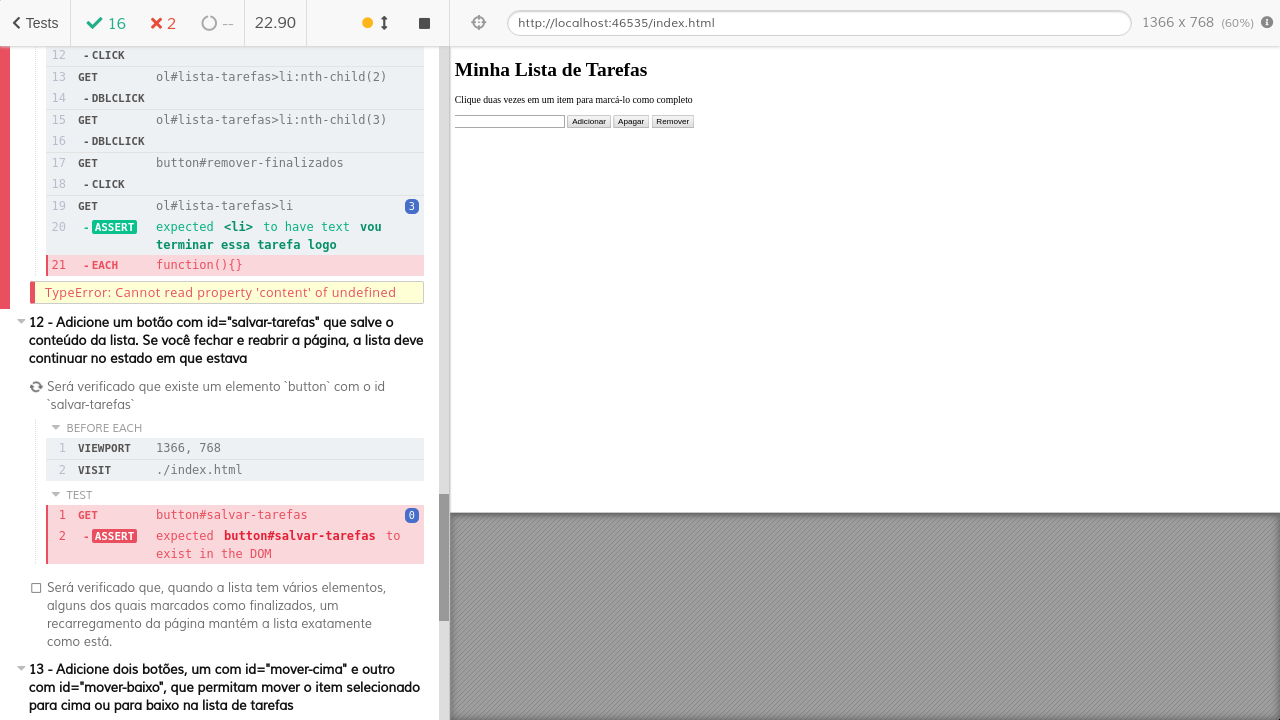 Tests
16
2
--
22.90
http://localhost:46535/index.html
1366 x 768 (60%)
12 -CLICK
13 GET ol#lista-tarefas>li:nth-child(2)
14 -DBLCLICK
15 GET ol#lista-tarefas>li:nth-child(3)
16 -DBLCLICK
17 GET button#remover-finalizados
18 -CLICK
19 GET ol#lista-tarefas>li 3
20 -ASSERT expected <li> to have text vou
terminar essa tarefa logo
21 -EACH function(){}
TypeError: Cannot read property 'content' of undefined
12 - Adicione um botão com id="salvar-tarefas" que salve o
conteúdo da lista. Se você fechar e reabrir a página, a lista deve
continuar no estado em que estava
Será verificado que existe um elemento `button` com o id
`salvar-tarefas`
BEFORE EACH
1 VIEWPORT 1366, 768
2 VISIT ./index.html
TEST
1 GET button#salvar-tarefas 0
2 -ASSERT expected button#salvar-tarefas to
exist in the DOM
Será verificado que, quando a lista tem vários elementos,
alguns dos quais marcados como finalizados, um
recarregamento da página mantém a lista exatamente
como está.
13 - Adicione dois botões, um com id="mover-cima" e outro
com id="mover-baixo", que permitam mover o item selecionado
para cima ou para baixo na lista de tarefas
Minha Lista de Tarefas
Clique duas vezes em um item para marcá-lo como completo
Adicionar Apagar Remover